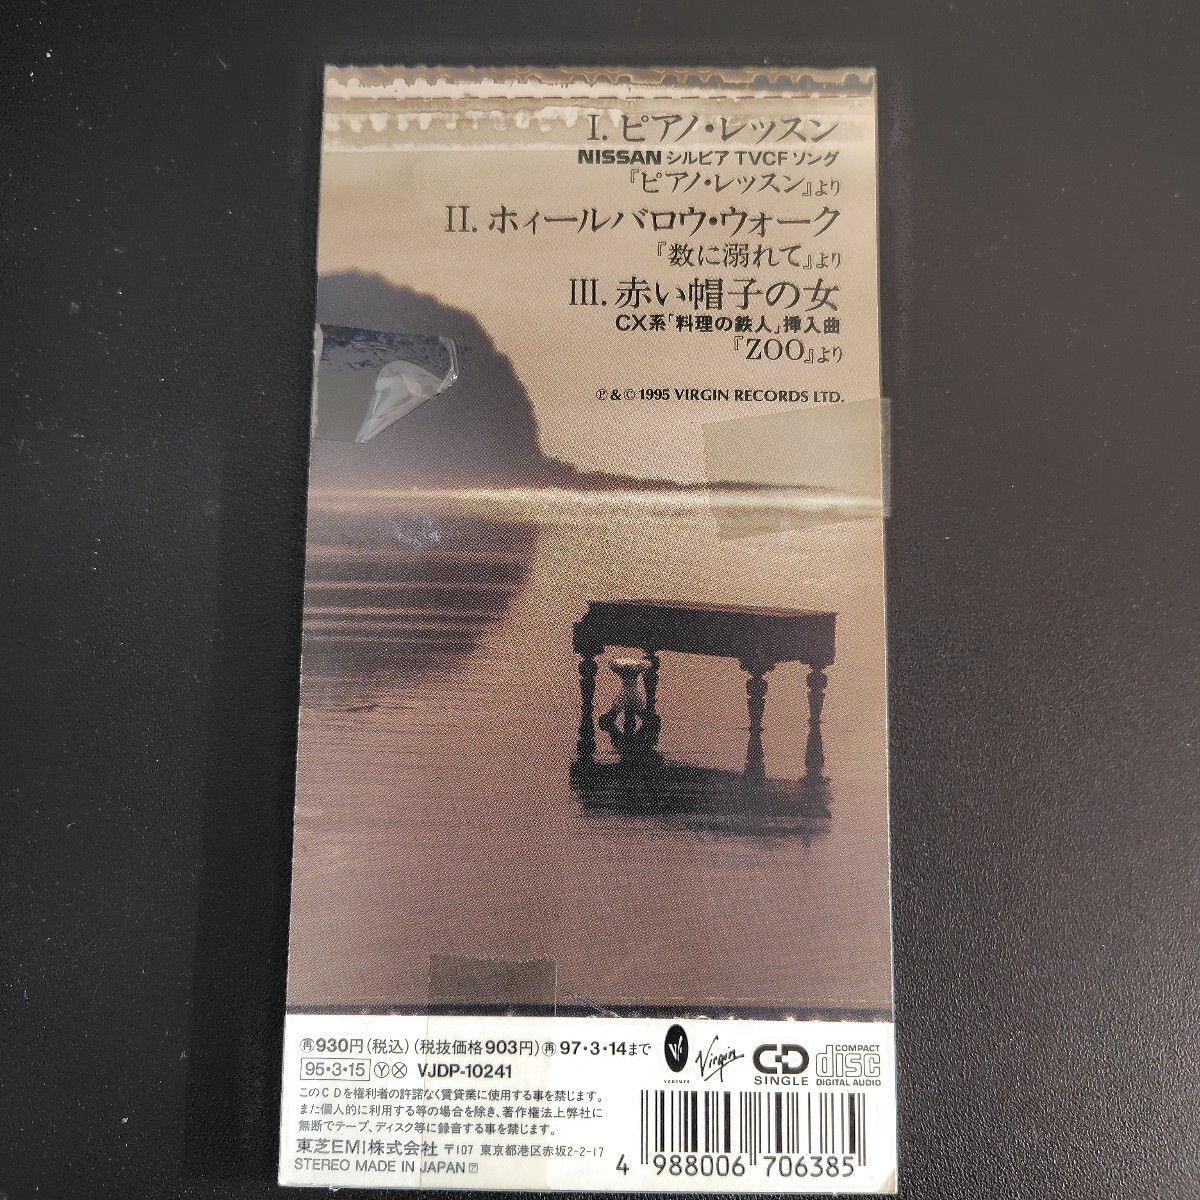 I. ピアノ・レッスン
NISSAN シルビア TVCF ソング
『ピアノ・レッスン』より
II. ホィールバロウ・ウォーク
『数に溺れて』より
III. 赤い帽子の女
CX系「料理の鉄人」挿入曲
『ZOO』より
Ⓟ & © 1995 VIRGIN RECORDS LTD.
㊢930円(税込)(税抜価格903円)㊢97・3・14まで
95・3・15 ⓎⓍ VJDP-10241
venture
Virgin
CD SINGLE
COMPACT disc DIGITAL AUDIO
このCDを権利者の許諾なく賃貸業に使用する事を禁じます。
また個人的に利用する等の場合を除き、著作権法上弊社に
無断でテープ、ディスク等に録音する事を禁じます。
東芝EMI株式会社 〒107 東京都港区赤坂2-2-17
STEREO MADE IN JAPAN Ⓟ
4 988006 706385